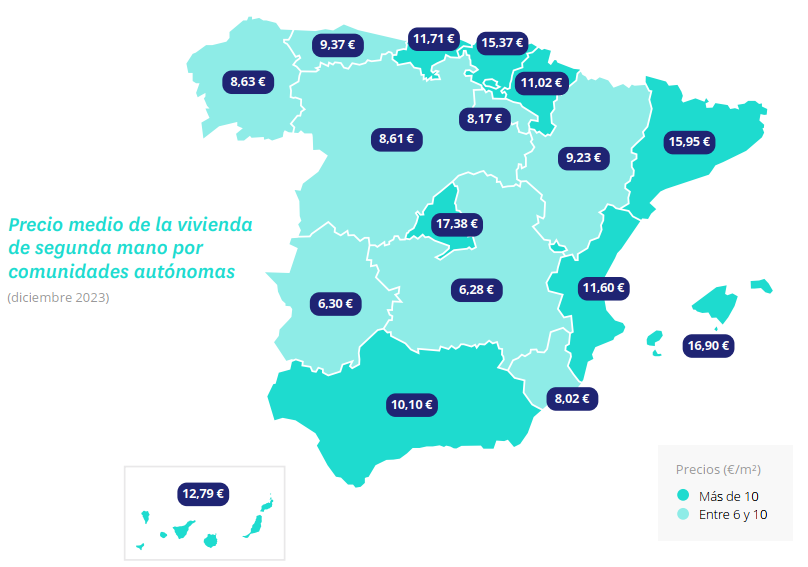 9,37 €
11,71 €
15,37 €
8,63 €
11,02 €
8,17 €
8,61 €
15,95 €
9,23 €
Precio medio de la vivienda
de segunda mano por
comunidades autónomas
(diciembre 2023)
17,38 €
6,28 €
11,60 €
6,30 €
16,90 €
8,02 €
10,10 €
12,79 €
Precios (€/m²)
Más de 10
Entre 6 y 10